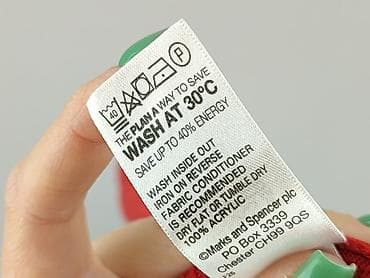 40 P
THE PLAN A WAY TO SAVE
WASH AT 30°C
SAVE UP TO 40% ENERGY
WASH INSIDE OUT
IRON ON REVERSE
FABRIC CONDITIONER
IS RECOMMENDED
DRY FLAT OR TUMBLE DRY
100% ACRYLIC
©Marks and Spencer plc
PO BOX 3339
Chester CH99 9QS